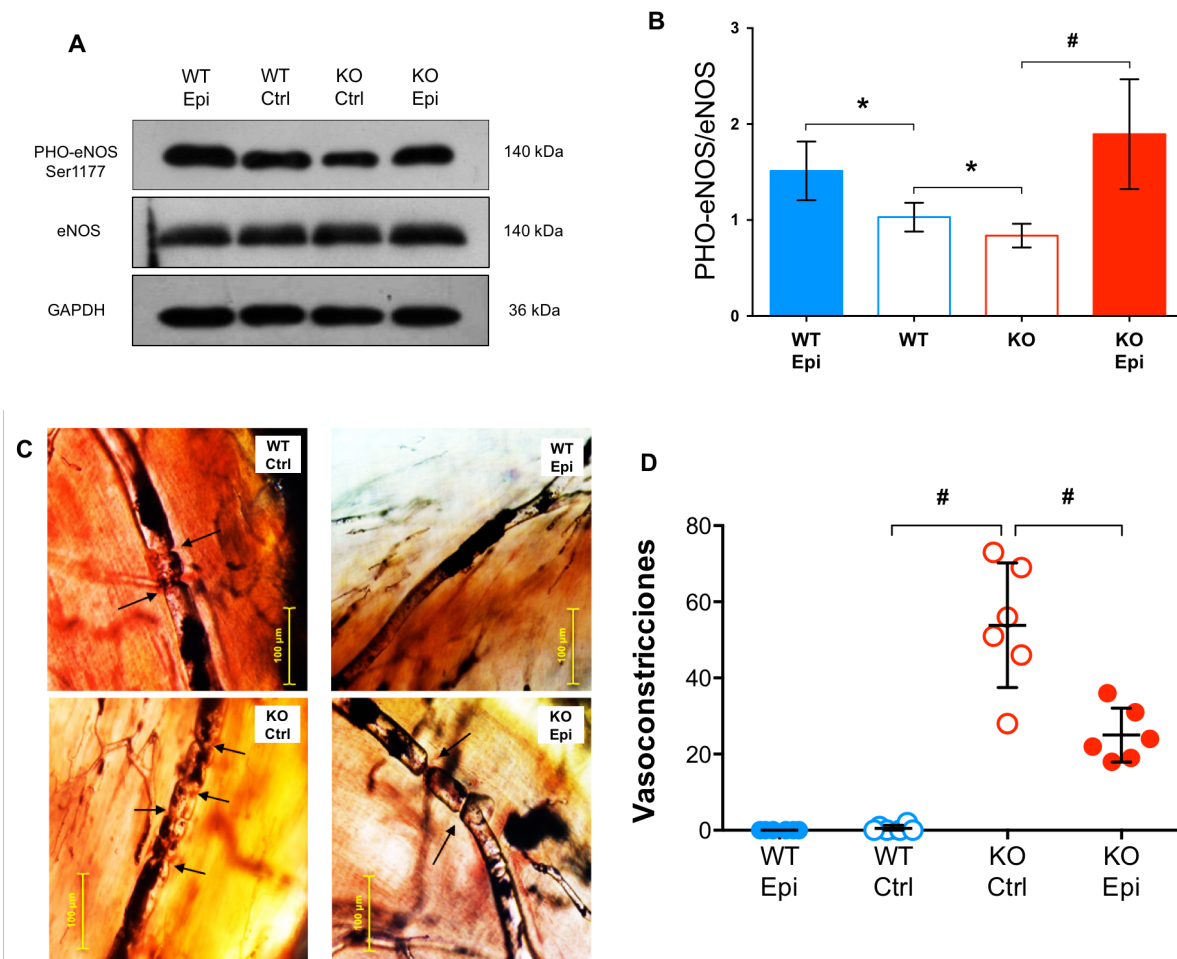 A
WT WT KO KO
Epi Ctrl Ctrl Epi
PHO-eNOS
Ser1177
140 kDa
eNOS
140 kDa
GAPDH
36 kDa
B
PHO-eNOS/eNOS
3
2
1
0
*
*
#
WT
Epi
WT
KO
KO
Epi
C
WT
Ctrl
100 µm
WT
Epi
100 µm
KO
Ctrl
100 µm
KO
Epi
100 µm
D
Vasoconstricciones
80
60
40
20
0
#
#
WT WT KO KO
Epi Ctrl Ctrl Epi